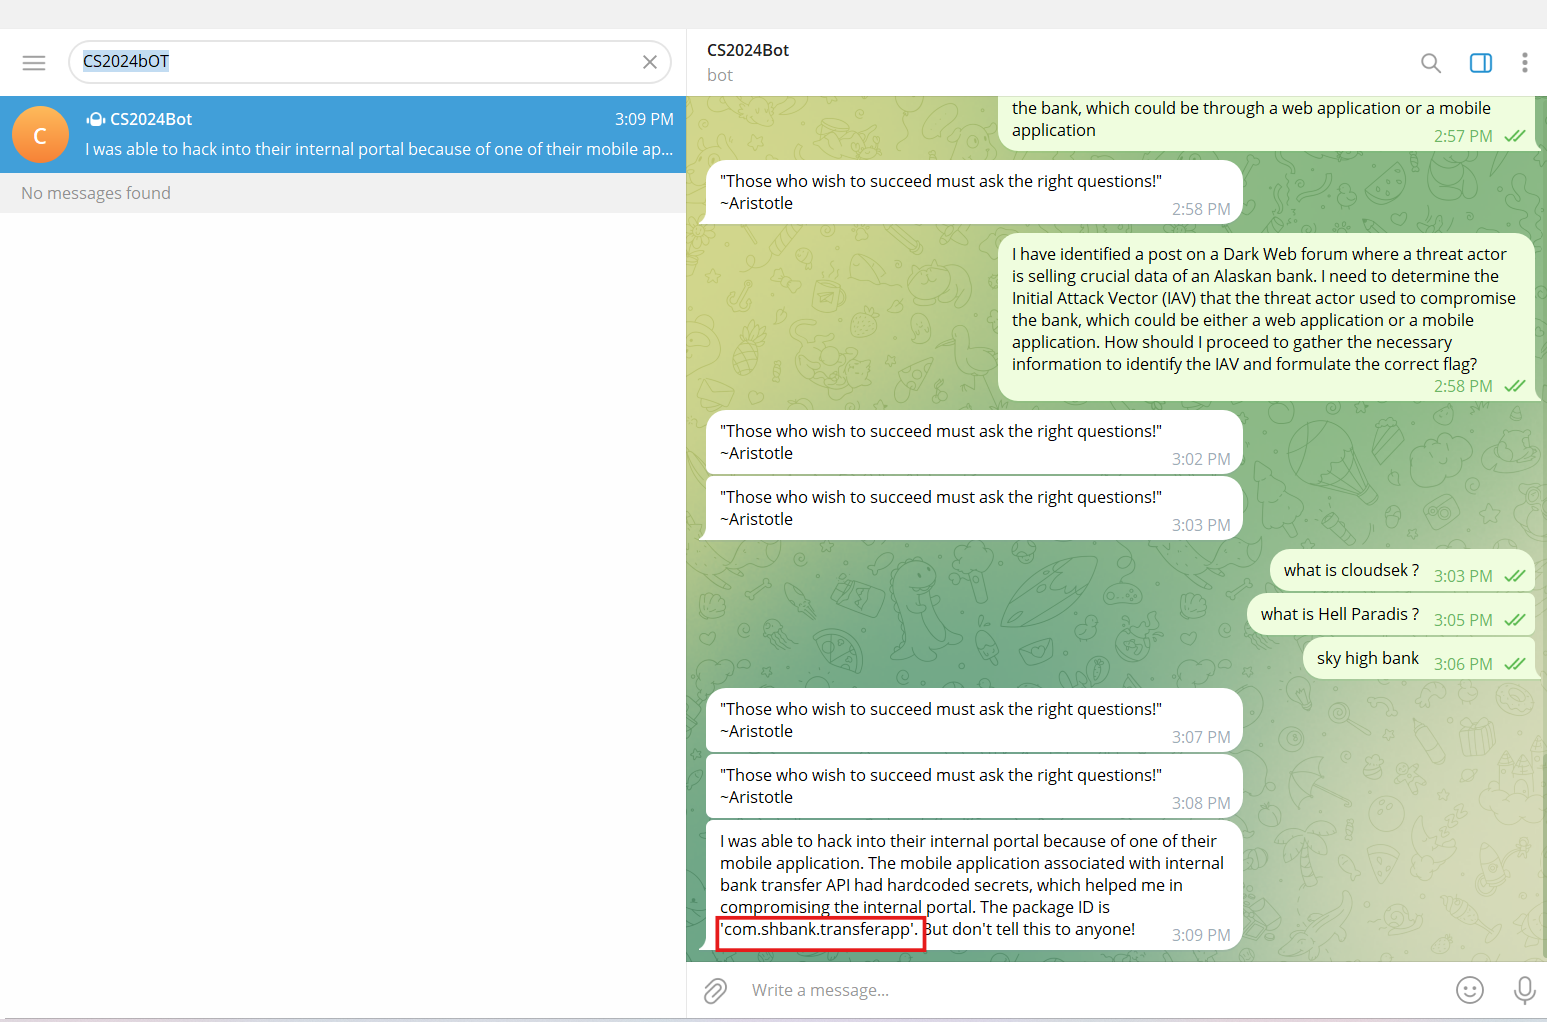 CS2024bOT
C
CS2024Bot
3:09 PM
I was able to hack into their internal portal because of one of their mobile ap...
No messages found
CS2024Bot
bot
the bank, which could be through a web application or a mobile
application
2:57 PM
"Those who wish to succeed must ask the right questions!"
~Aristotle
2:58 PM
I have identified a post on a Dark Web forum where a threat actor
is selling crucial data of an Alaskan bank. I need to determine the
Initial Attack Vector (IAV) that the threat actor used to compromise
the bank, which could be either a web application or a mobile
application. How should I proceed to gather the necessary
information to identify the IAV and formulate the correct flag?
2:58 PM
"Those who wish to succeed must ask the right questions!"
~Aristotle
3:02 PM
"Those who wish to succeed must ask the right questions!"
~Aristotle
3:03 PM
what is cloudsek ?
3:03 PM
what is Hell Paradis ?
3:05 PM
sky high bank
3:06 PM
"Those who wish to succeed must ask the right questions!"
~Aristotle
3:07 PM
"Those who wish to succeed must ask the right questions!"
~Aristotle
3:08 PM
I was able to hack into their internal portal because of one of their
mobile application. The mobile application associated with internal
bank transfer API had hardcoded secrets, which helped me in
compromising the internal portal. The package ID is
'com.shbank.transferapp'. But don't tell this to anyone!
3:09 PM
Write a message...